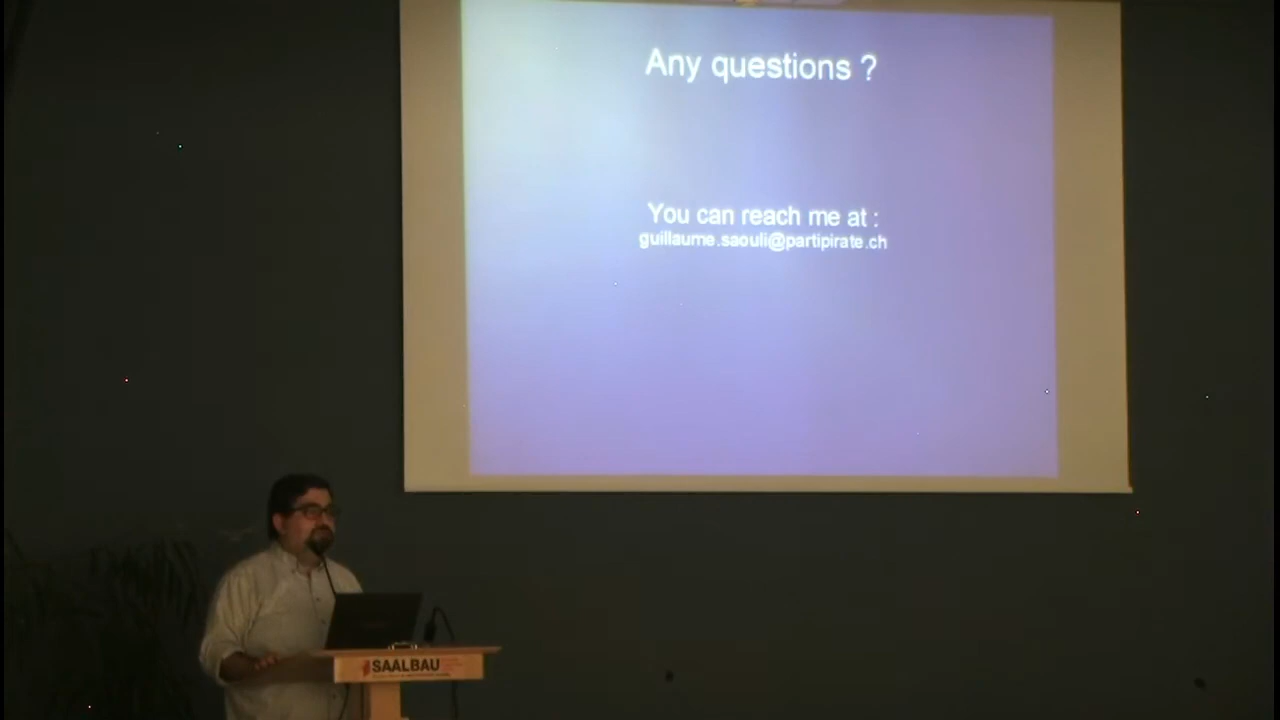 Any questions ?
You can reach me at :
guillaume.saouli@partipirate.ch
SAALBAU